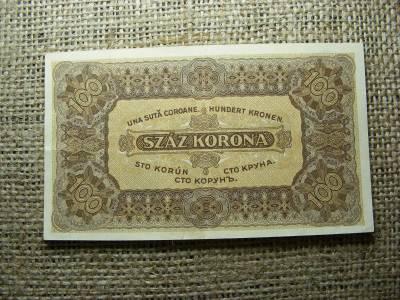 100 100
UNA SUTĂ COROANE. HUNDERT KRONEN.
SZÁZ KORONA
STO KORÚN СТО КРУНА.
СТО КОРУНЪ.
100 100